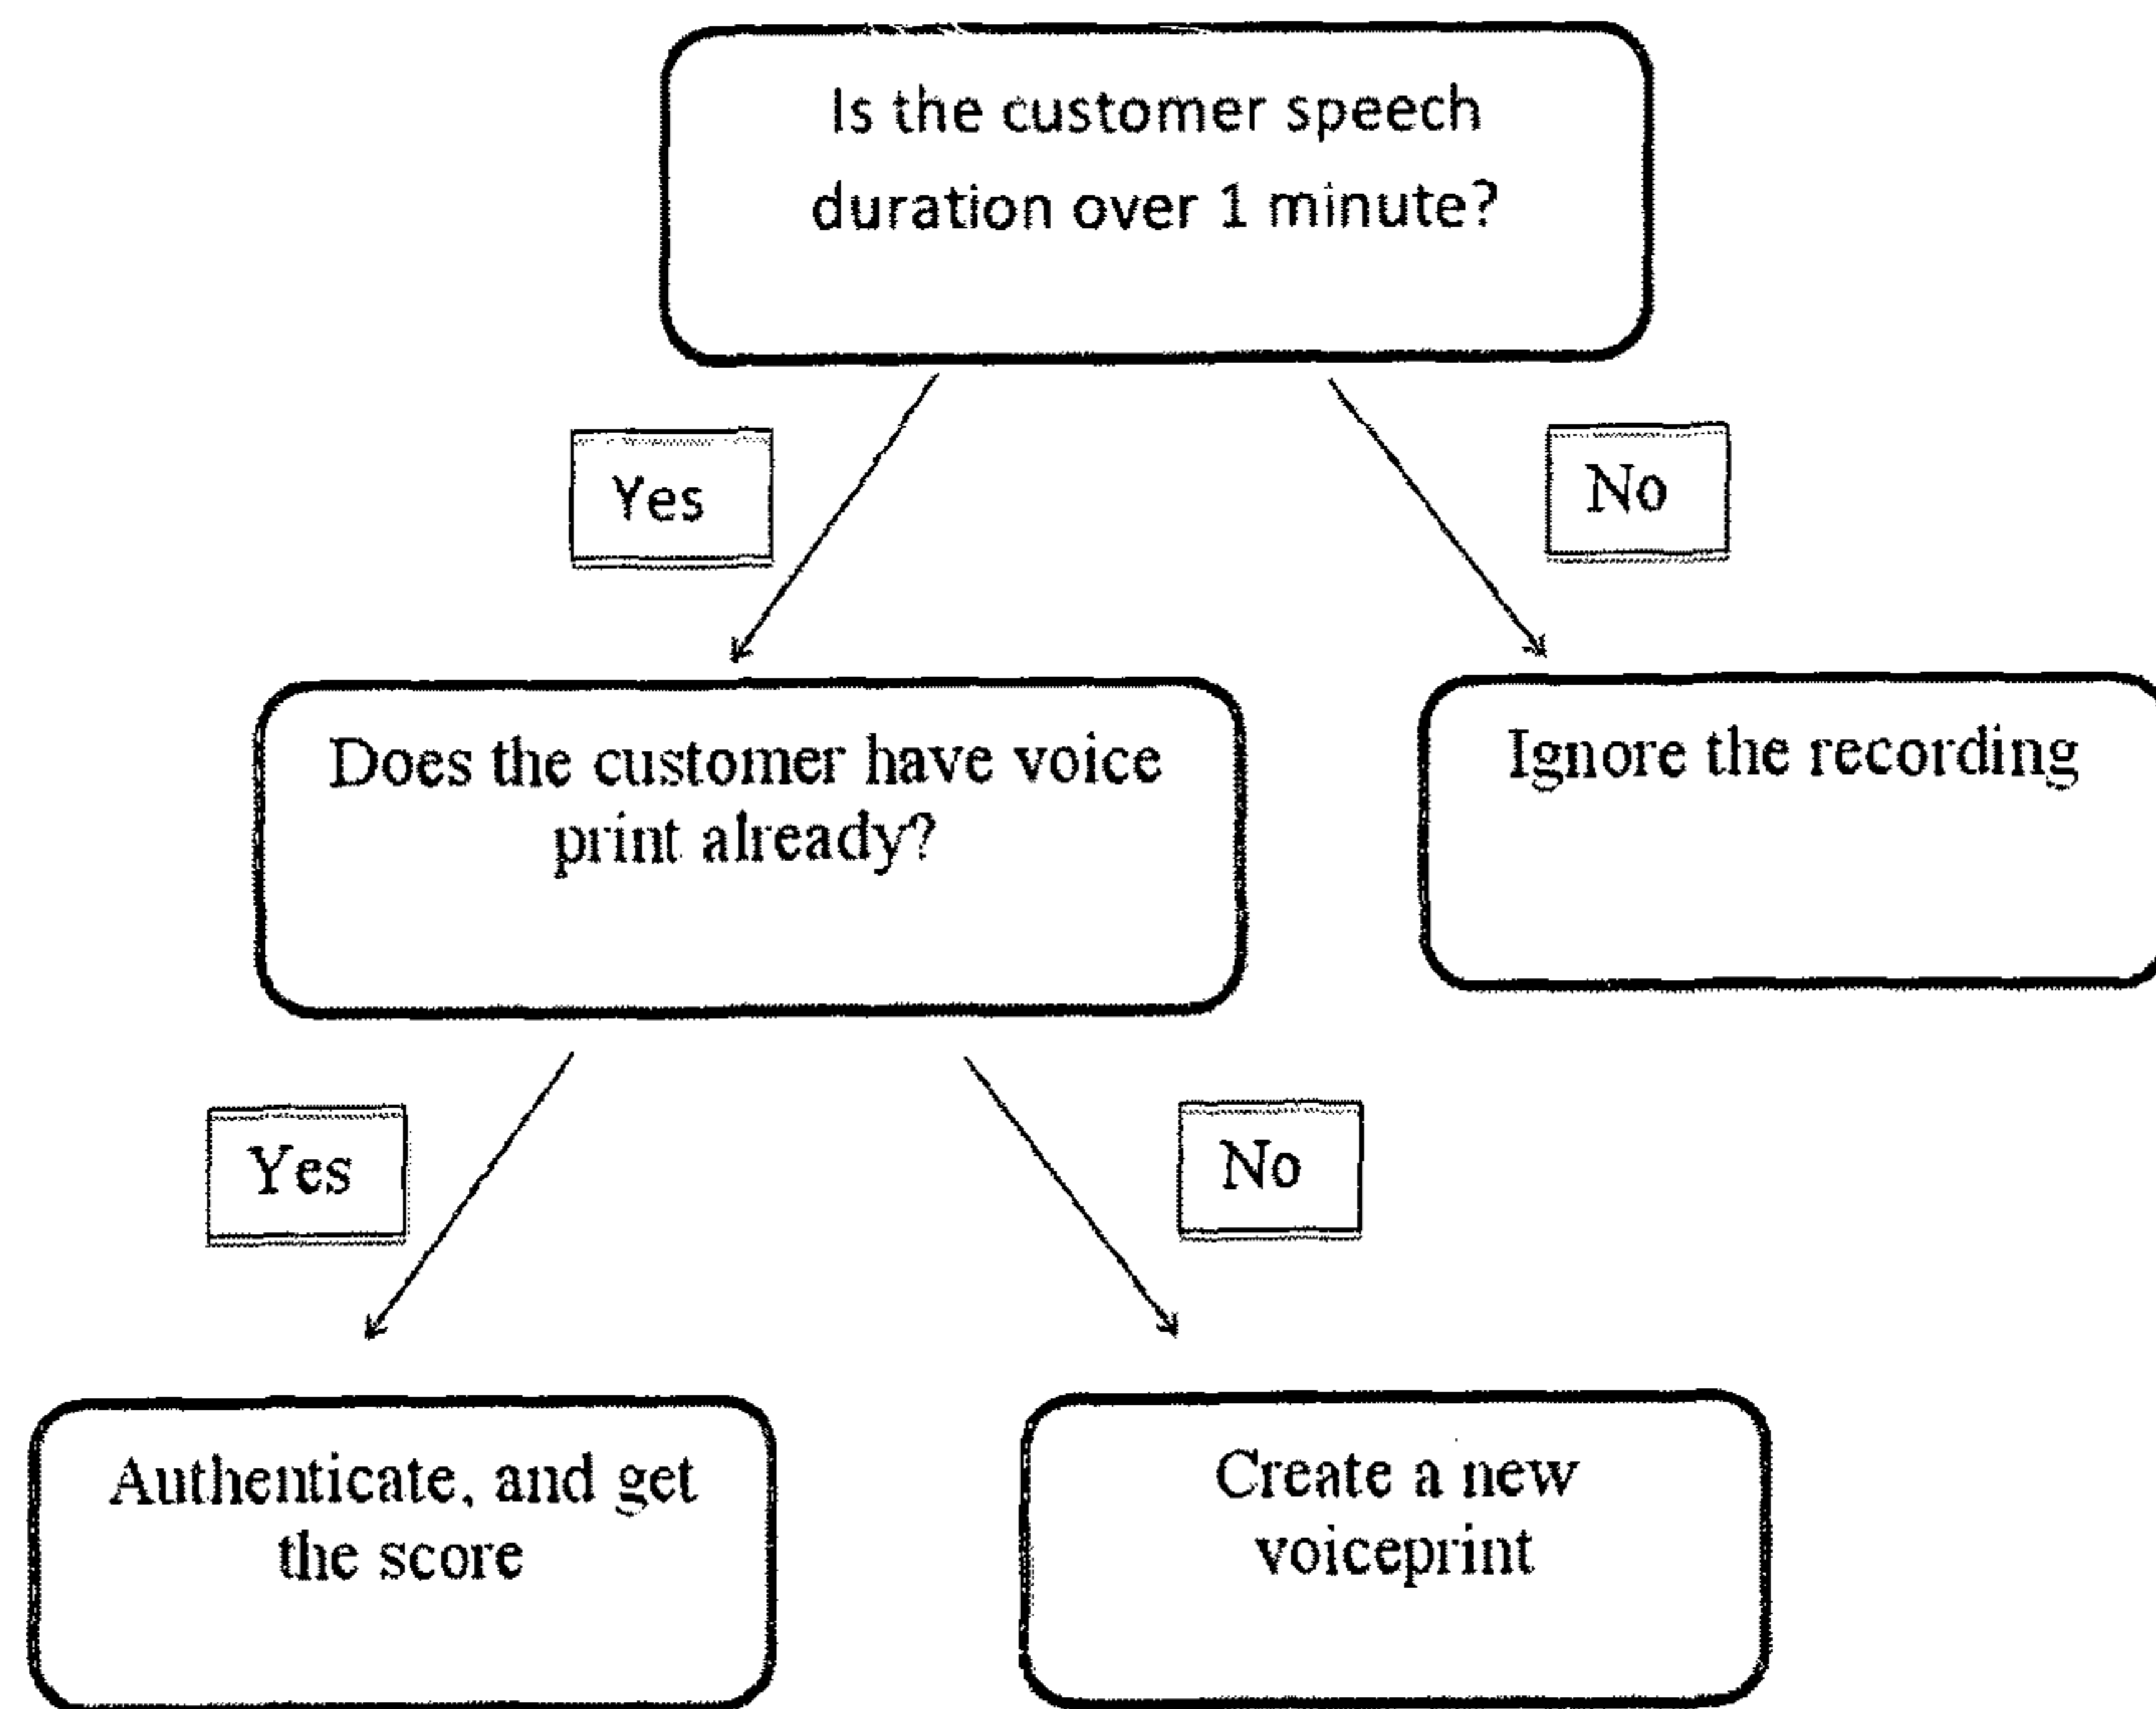 Is the customer speech
duration over 1 minute?
Yes
No
Does the customer have voice
print already?
Ignore the recording
Yes
No
Authenticate, and get
the score
Create a new
voiceprint